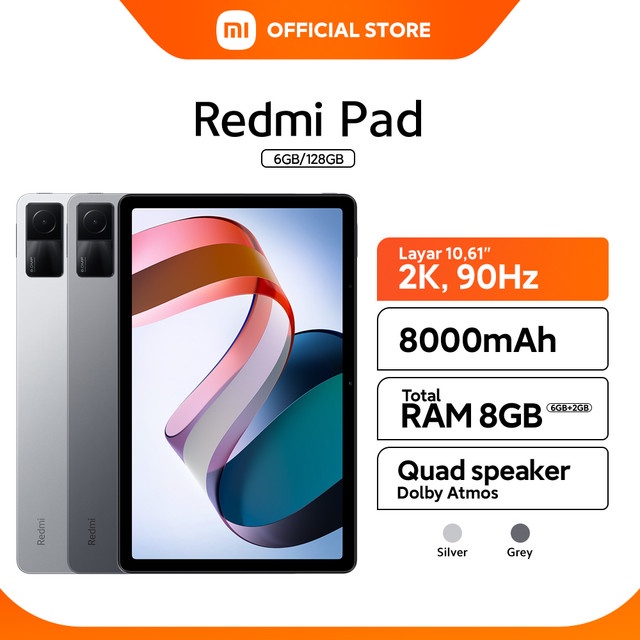 mi OFFICIAL STORE
Redmi Pad
6GB/128GB
Layar 10,61"
2K, 90Hz
8000mAh
Total
RAM 8GB 6GB+2GB
Quad speaker
Dolby Atmos
Silver
Grey
Redmi
Redmi